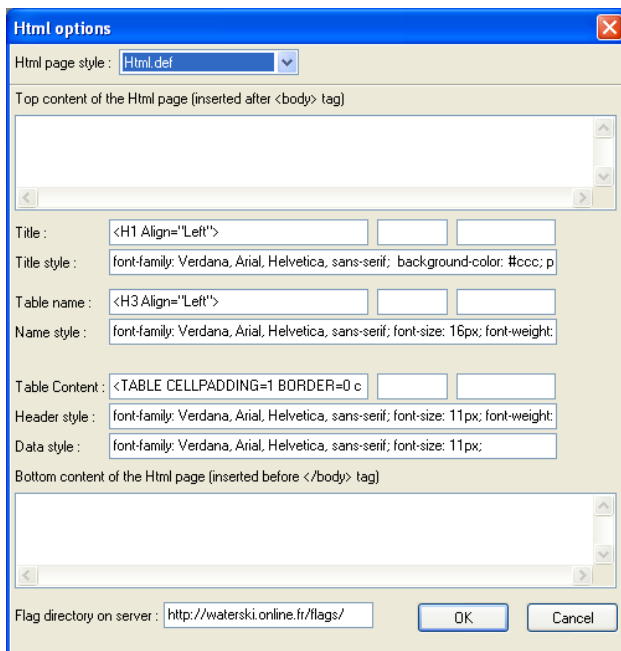 Html options
Html page style : Html.def
Top content of the Html page (inserted after <body> tag)
Title : <H1 Align="Left">
Title style : font-family: Verdana, Arial, Helvetica, sans-serif;  background-color: #ccc; p
Table name : <H3 Align="Left">
Name style : font-family: Verdana, Arial, Helvetica, sans-serif; font-size: 16px; font-weight:
Table Content : <TABLE CELLPADDING=1 BORDER=0 c
Header style : font-family: Verdana, Arial, Helvetica, sans-serif; font-size: 11px; font-weight:
Data style : font-family: Verdana, Arial, Helvetica, sans-serif; font-size: 11px;
Bottom content of the Html page (inserted before </body> tag)
Flag directory on server : http://waterski.online.fr/flags/ OK Cancel